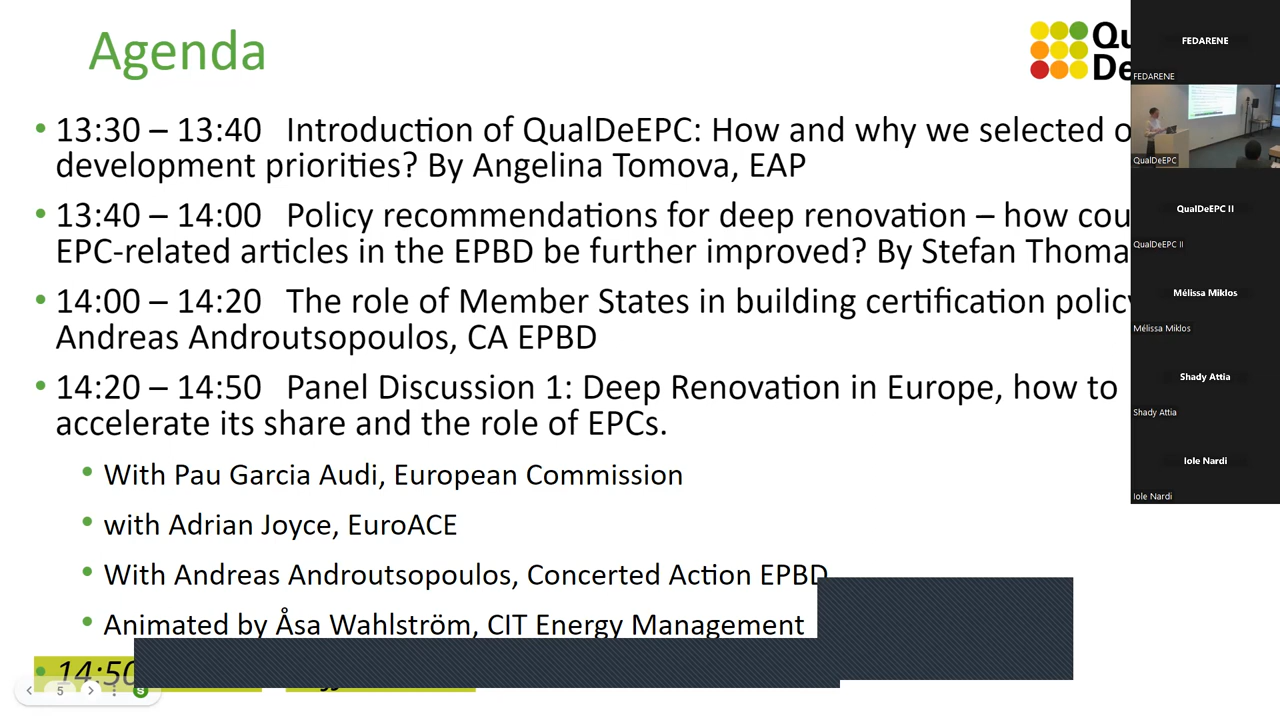 Agenda
Qu
De
• 13:30 – 13:40 Introduction of QualDeEPC: How and why we selected o
development priorities? By Angelina Tomova, EAP
• 13:40 – 14:00 Policy recommendations for deep renovation – how cou
EPC-related articles in the EPBD be further improved? By Stefan Thoma
• 14:00 – 14:20 The role of Member States in building certification policy
Andreas Androutsopoulos, CA EPBD
• 14:20 – 14:50 Panel Discussion 1: Deep Renovation in Europe, how to
accelerate its share and the role of EPCs.
• With Pau Garcia Audi, European Commission
• with Adrian Joyce, EuroACE
• With Andreas Androutsopoulos, Concerted Action EPBD
• Animated by Åsa Wahlström, CIT Energy Management
• 14:50
5
S
FEDARENE
FEDARENE
QualDeEPC
QualDeEPC II
QualDeEPC II
Mélissa Miklos
Mélissa Miklos
Shady Attia
Shady Attia
Iole Nardi
Iole Nardi